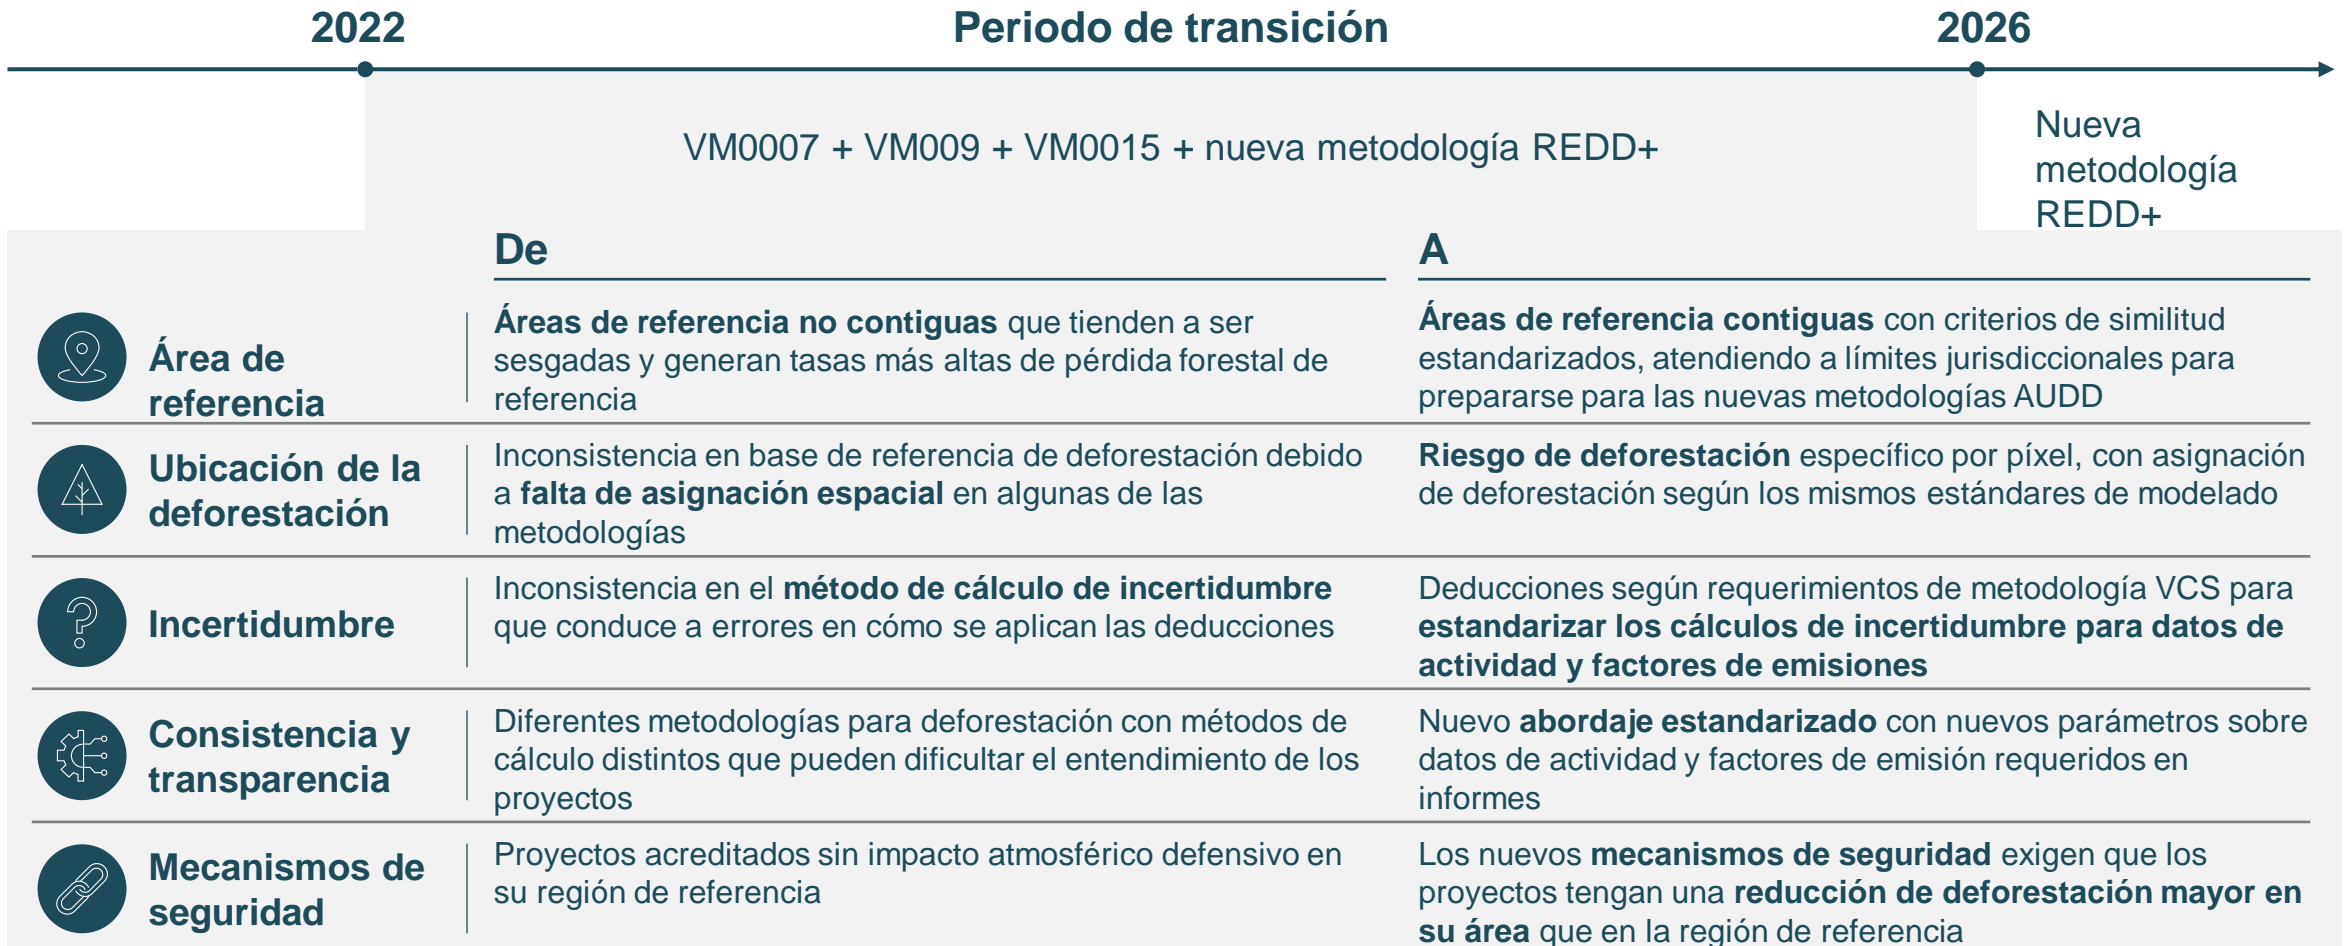 2022
Periodo de transición
2026
VM0007 + VM009 + VM0015 + nueva metodología REDD+
Nueva
metodología
REDD+
De
A
Área de
referencia
Áreas de referencia no contiguas que tienden a ser
sesgadas y generan tasas más altas de pérdida forestal de
referencia
Áreas de referencia contiguas con criterios de similitud
estandarizados, atendiendo a límites jurisdiccionales para
prepararse para las nuevas metodologías AUDD
Ubicación de la
deforestación
Inconsistencia en base de referencia de deforestación debido
a falta de asignación espacial en algunas de las
metodologías
Riesgo de deforestación específico por píxel, con asignación
de deforestación según los mismos estándares de modelado
Incertidumbre
Inconsistencia en el método de cálculo de incertidumbre
que conduce a errores en cómo se aplican las deducciones
Deducciones según requerimientos de metodología VCS para
estandarizar los cálculos de incertidumbre para datos de
actividad y factores de emisiones
Consistencia y
transparencia
Diferentes metodologías para deforestación con métodos de
cálculo distintos que pueden dificultar el entendimiento de los
proyectos
Nuevo abordaje estandarizado con nuevos parámetros sobre
datos de actividad y factores de emisión requeridos en
informes
Mecanismos de
seguridad
Proyectos acreditados sin impacto atmosférico defensivo en
su región de referencia
Los nuevos mecanismos de seguridad exigen que los
proyectos tengan una reducción de deforestación mayor en
su área que en la región de referencia